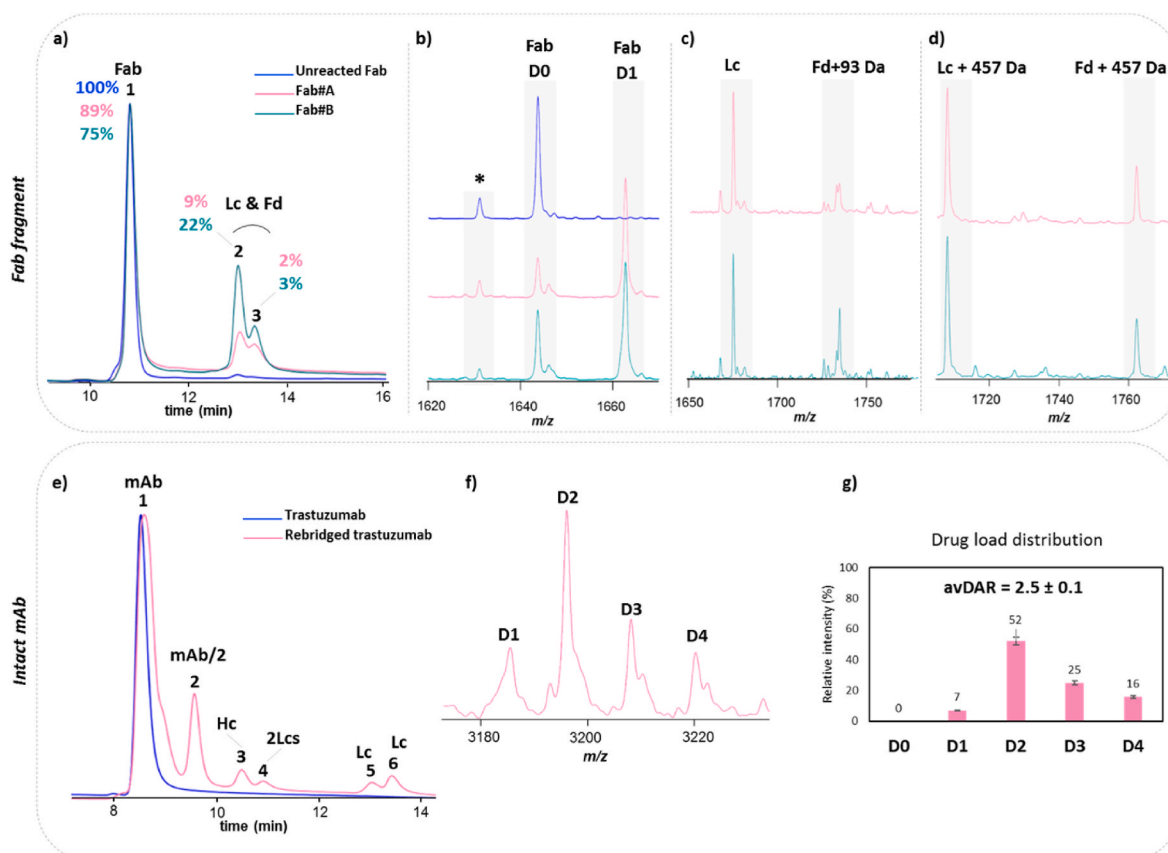 Fab fragment
a)
Fab
1
100%
89%
75%
Unreacted Fab
Fab#A
Fab#B
9%
22%
Lc & Fd
2
2%
3%
3
10
12
14
16
time (min)
b)
Fab
D0
Fab
D1
*
1620
1640
1660
m/z
c)
Lc
Fd+93 Da
1650
1700
1750
m/z
d)
Lc + 457 Da
Fd + 457 Da
1720
1740
1760
m/z
Intact mAb
e)
mAb
1
Trastuzumab
Rebridged trastuzumab
mAb/2
2
Hc
3
2Lcs
4
Lc
5
Lc
6
8
10
12
14
time (min)
f)
D1
D2
D3
D4
3180
3200
3220
m/z
g)
Drug load distribution
avDAR = 2.5 ± 0.1
Relative intensity (%)
100
80
60
40
20
0
0
7
52
25
16
D0
D1
D2
D3
D4